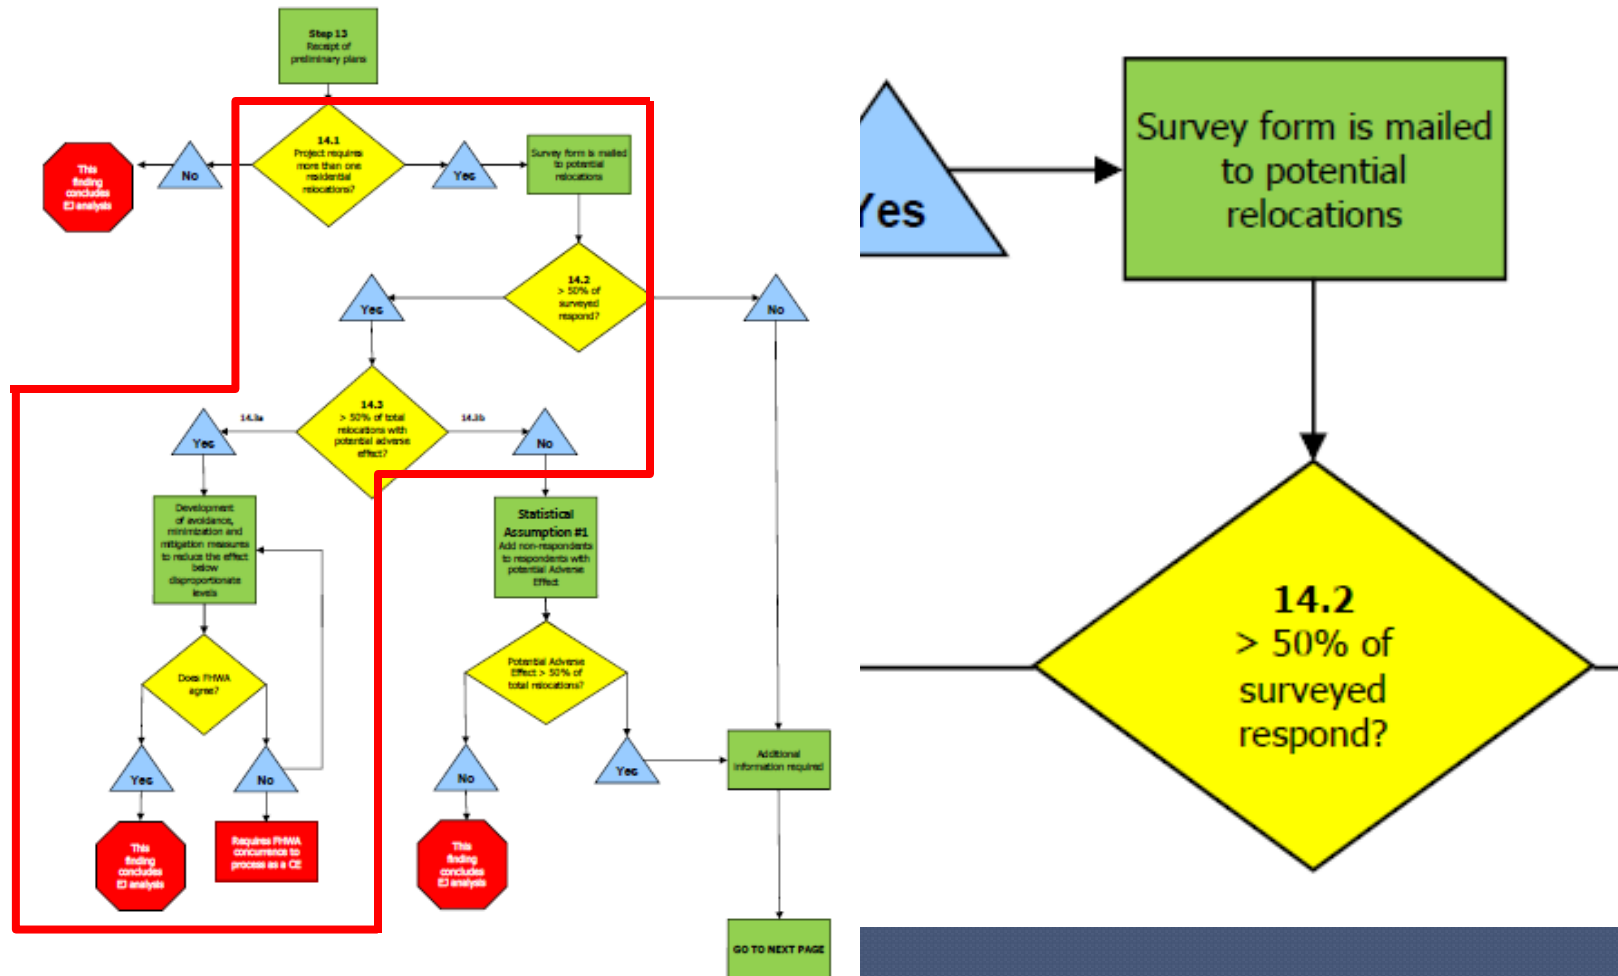 Step 13
Receipt of
preliminary plans
14.1
Project requires
more than one
residential
relocations?
No
This
finding
concludes
EJ analysis
Yes
Survey form is mailed
to potential
relocations
14.2
> 50% of
surveyed
respond?
Yes
No
14.3
> 50% of total
relocations with
potential adverse
effect?
14.3a
14.3b
Yes
No
Development
of avoidance,
minimization and
mitigation measures
to reduce the effect
below
disproportionate
levels
Statistical
Assumption #1
Add non-respondents
to respondents with
potential Adverse
Effect
Does FHWA
agree?
Potential Adverse
Effect > 50% of
total relocations?
Yes
No
No
Yes
Additional
information required
This
finding
concludes
EJ analysis
Requires FHWA
concurrence to
process as a CE
This
finding
concludes
EJ analysis
GO TO NEXT PAGE
Yes
Survey form is mailed
to potential
relocations
14.2
> 50% of
surveyed
respond?